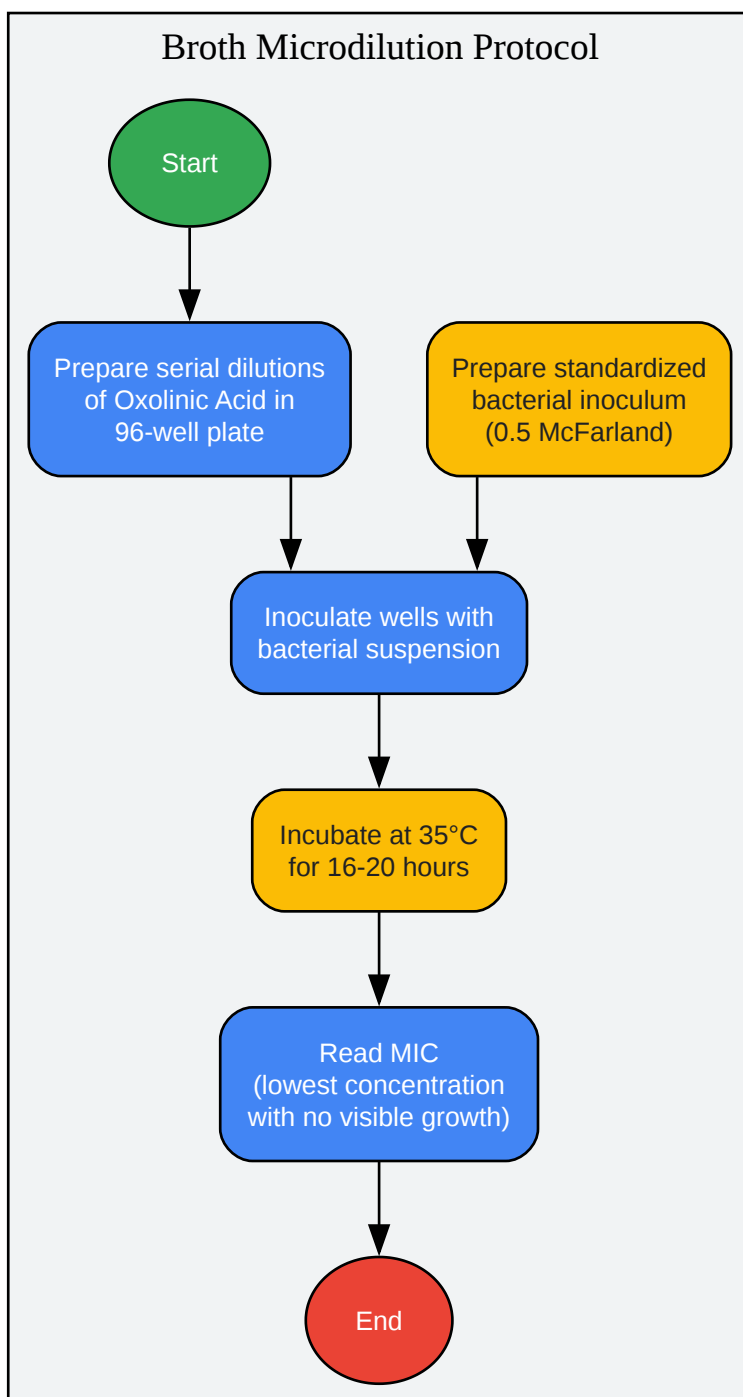 Broth Microdilution Protocol
Start
Prepare serial dilutions
of Oxolinic Acid in
96-well plate
Prepare standardized
bacterial inoculum
(0.5 McFarland)
Inoculate wells with
bacterial suspension
Incubate at 35°C
for 16-20 hours
Read MIC
(lowest concentration
with no visible growth)
End